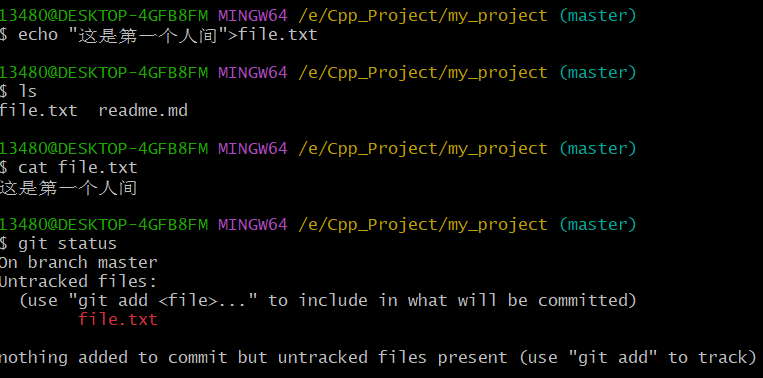 13480@DESKTOP-4GFB8FM MINGW64 /e/Cpp_Project/my_project (master)
$ echo "这是第一个人间">file.txt
13480@DESKTOP-4GFB8FM MINGW64 /e/Cpp_Project/my_project (master)
$ ls
file.txt  readme.md
13480@DESKTOP-4GFB8FM MINGW64 /e/Cpp_Project/my_project (master)
$ cat file.txt
这是第一个人间
13480@DESKTOP-4GFB8FM MINGW64 /e/Cpp_Project/my_project (master)
$ git status
On branch master
Untracked files:
  (use "git add <file>..." to include in what will be committed)
        file.txt
nothing added to commit but untracked files present (use "git add" to track)